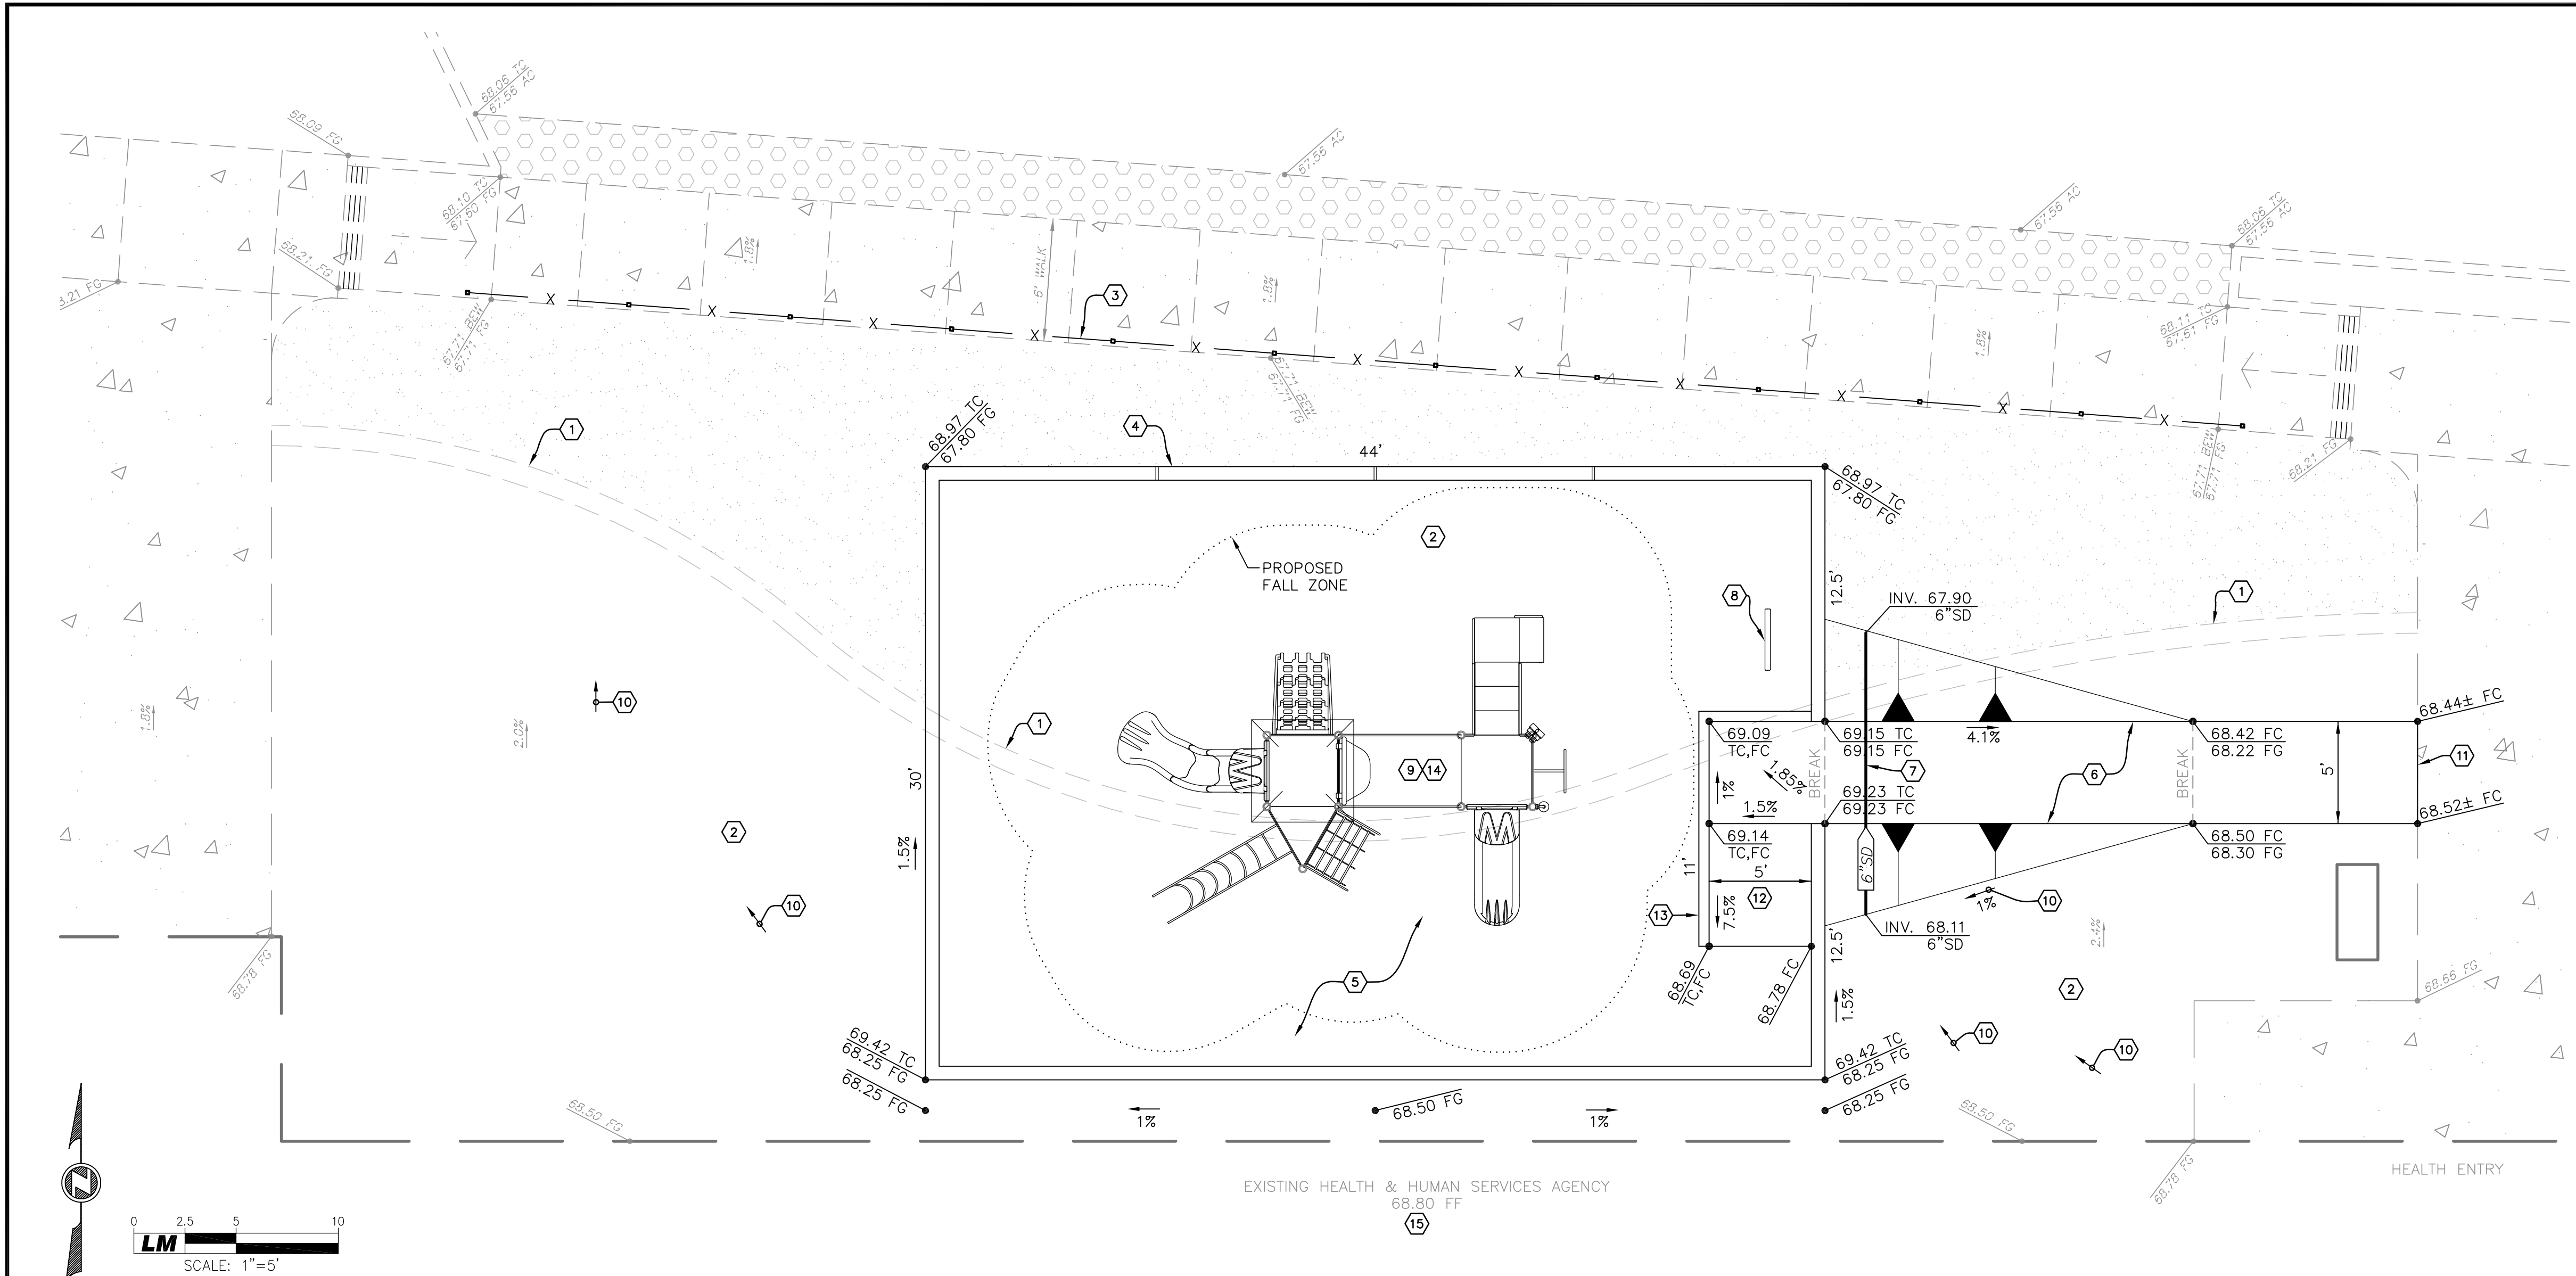 68.06 TC
67.56 AC
68.09 FG
67.56 AC
67.56 AC
68.06 TC
67.56 AC
68.10 TC
67.60 FG
1.8%
6' WALK
1.8%
3
68.21 FG
3.21 FG
X X X X X X X X X X X
67.71 BEW
67.71 FG
67.71 BEW
67.71 FG
68.11 TC
67.61 FG
1.8%
67.71 BEW
67.71 FG
68.21 FG
1
4
44'
68.97 TC
67.80 FG
68.97 TC
67.80 FG
2
PROPOSED
FALL ZONE
8
12.5'
INV. 67.90
6"SD
1
10
1.8%
2.0%
1
30'
9
14
69.09
TC,FC
69.15 TC
69.15 FC
4.1%
68.42 FC
68.22 FG
68.44± FC
1%
1.85%
BREAK
7
6
BREAK
5'
11
1.5%
69.23 TC
69.23 FC
68.52± FC
2
1.5%
69.14
TC,FC
68.50 FC
68.30 FG
11'
5'
12
7.5%
6"SD
10
13
10
1%
INV. 68.11
6"SD
12.5'
2.4%
68.78 FG
5
68.69
TC,FC
68.78 FC
2
68.66 FG
1.5%
69.42 TC
68.25 FG
68.25 FG
69.42 TC
68.25 FG
68.25 FG
10
10
68.50 FG
1%
68.50 FG
1%
68.50 FG
EXISTING HEALTH & HUMAN SERVICES AGENCY
68.80 FF
15
68.78 FG
HEALTH ENTRY
N
0 2.5 5 10
LM
SCALE: 1"=5'